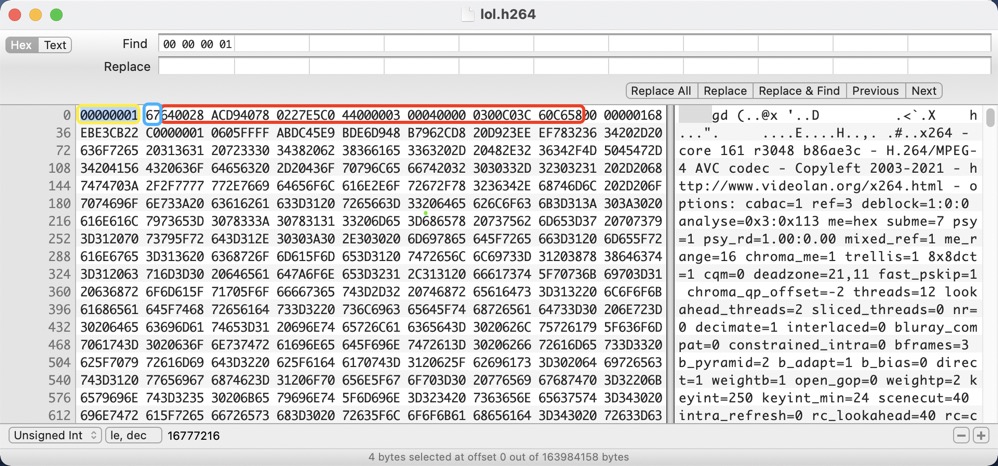 lol.h264
Hex Text
Find 00 00 00 01
Replace
Replace All Replace Replace & Find Previous Next
0 00000001 67640028 ACD94078 0227E5C0 44000003 00040000 0300C03C 60C65800 00000168 gd (..@x '..D .<`.X h
36 EBE3CB22 C0000001 0605FFFF ABDC45E9 BDE6D948 B7962CD8 20D923EE EF783236 34202D20 ...". ....E....H..,. .#..x264 -
72 636F7265 20313631 20723330 34382062 38366165 3363202D 20482E32 36342F4D 5045472D core 161 r3048 b86ae3c - H.264/MPEG-
108 34204156 4320636F 64656320 2D20436F 70796C65 66742032 3030332D 32303231 202D2068 4 AVC codec - Copyleft 2003-2021 - h
144 7474703A 2F2F7777 772E7669 64656F6C 616E2E6F 72672F78 3236342E 68746D6C 202D206F ttp://www.videolan.org/x264.html - o
180 7074696F 6E733A20 63616261 633D3120 7265663D 33206465 626C6F63 6B3D313A 303A3020 ptions: cabac=1 ref=3 deblock=1:0:0
216 616E616C 7973653D 3078333A 30783131 33206D65 3D686578 20737562 6D653D37 20707379 analyse=0x3:0x113 me=hex subme=7 psy
252 3D312070 73795F72 643D312E 30303A30 2E303020 6D697865 645F7265 663D3120 6D655F72 =1 psy_rd=1.00:0.00 mixed_ref=1 me_r
288 616E6765 3D313620 6368726F 6D615F6D 653D3120 7472656C 6C69733D 31203878 38646374 ange=16 chroma_me=1 trellis=1 8x8dct
324 3D312063 716D3D30 20646561 647A6F6E 653D3231 2C313120 66617374 5F70736B 69703D31 =1 cqm=0 deadzone=21,11 fast_pskip=1
360 20636872 6F6D615F 71705F6F 66667365 743D2D32 20746872 65616473 3D313220 6C6F6F6B chroma_qp_offset=-2 threads=12 look
396 61686561 645F7468 72656164 733D3220 736C6963 65645F74 68726561 64733D30 206E723D ahead_threads=2 sliced_threads=0 nr=
432 30206465 63696D61 74653D31 20696E74 65726C61 6365643D 3020626C 75726179 5F636F6D 0 decimate=1 interlaced=0 bluray_com
468 7061743D 3020636F 6E737472 61696E65 645F696E 7472613D 30206266 72616D65 733D3320 pat=0 constrained_intra=0 bframes=3
504 625F7079 72616D69 643D3220 625F6164 6170743D 3120625F 62696173 3D302064 69726563 b_pyramid=2 b_adapt=1 b_bias=0 direc
540 743D3120 77656967 6874623D 31206F70 656E5F67 6F703D30 20776569 67687470 3D32206B t=1 weightb=1 open_gop=0 weightp=2 k
576 6579696E 743D3235 30206B65 79696E74 5F6D696E 3D323420 7363656E 65637574 3D343020 eyint=250 keyint_min=24 scenecut=40
612 696E7472 615F7265 66726573 683D3020 72635F6C 6F6F6B61 68656164 3D343020 72633D63 intra_refresh=0 rc_lookahead=40 rc=c
Unsigned Int le, dec 16777216
4 bytes selected at offset 0 out of 163984158 bytes